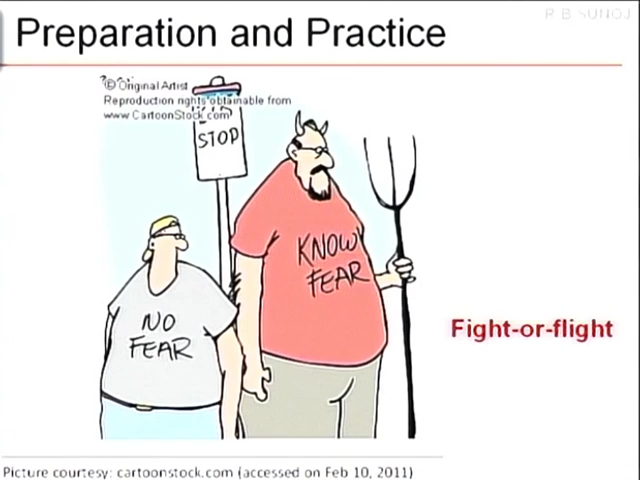 R B SUNOJ
Preparation and Practice
© Original Artist
Reproduction rights obtainable from
www CartoonStock com
STOP
KNOW
FEAR
NO
FEAR
Fight-or-flight
Picture courtesy: cartoonstock.com (accessed on Feb 10, 2011)